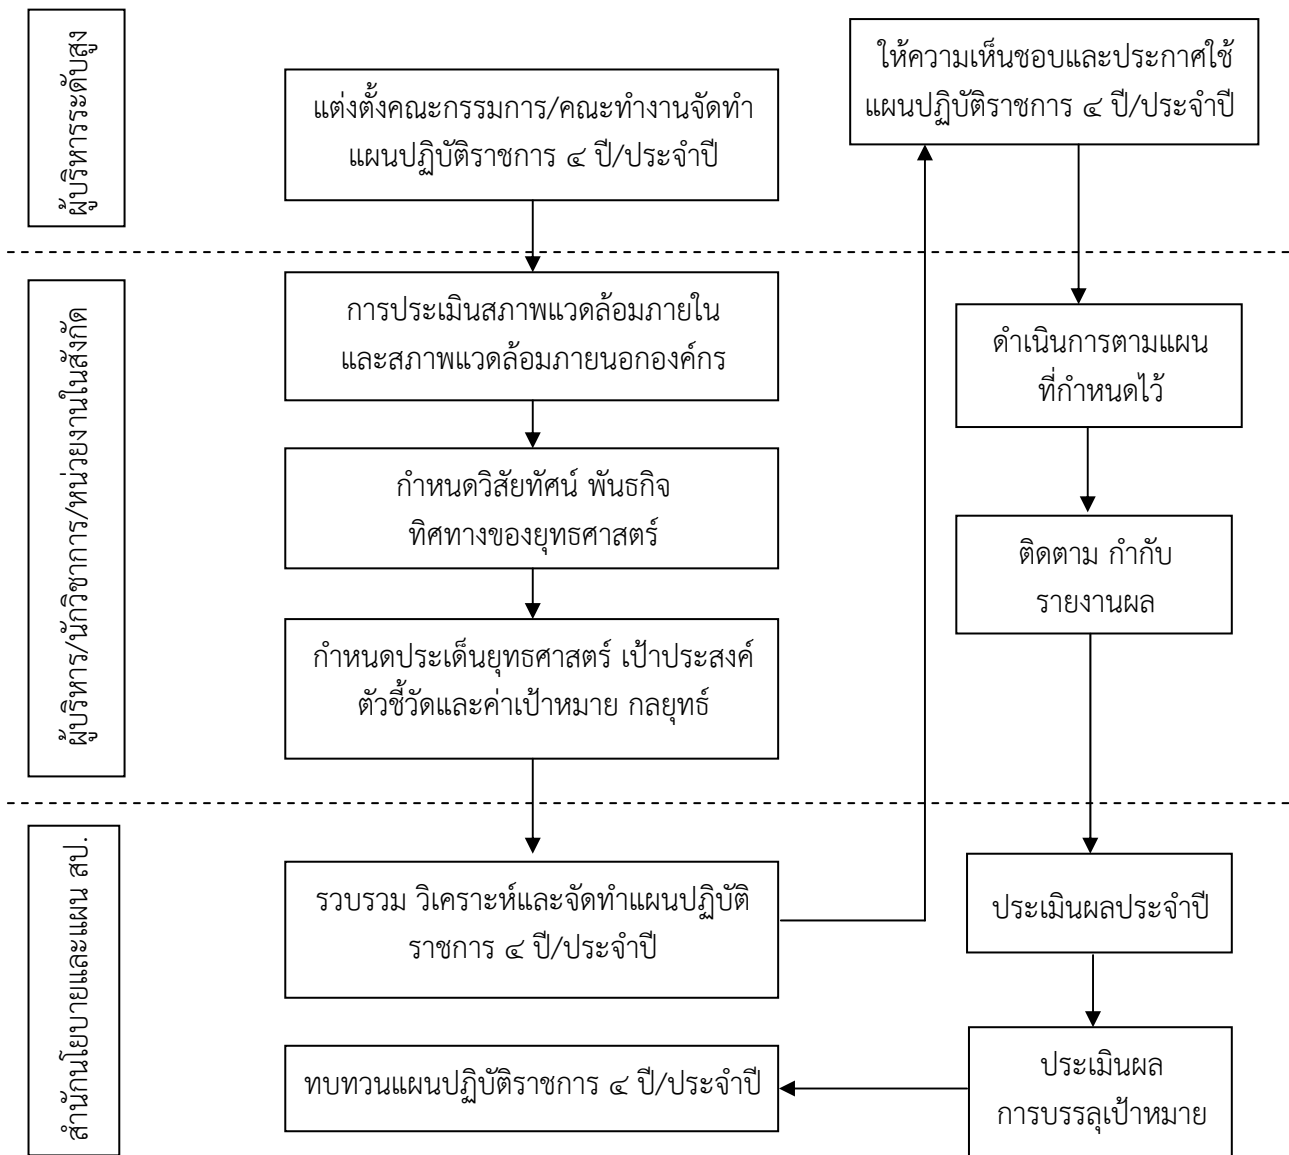 ผู้บริหารระดับสูง
แต่งตั้งคณะกรรมการ/คณะทำงานจัดทำ
แผนปฏิบัติราชการ ๔ ปี/ประจำปี
ให้ความเห็นชอบและประกาศใช้
แผนปฏิบัติราชการ ๔ ปี/ประจำปี
ผู้บริหาร/นักวิชาการ/หน่วยงานในสังกัด
การประเมินสภาพแวดล้อมภายใน
และสภาพแวดล้อมภายนอกองค์กร
กำหนดวิสัยทัศน์ พันธกิจ
ทิศทางของยุทธศาสตร์
กำหนดประเด็นยุทธศาสตร์ เป้าประสงค์
ตัวชี้วัดและค่าเป้าหมาย กลยุทธ์
ดำเนินการตามแผน
ที่กำหนดไว้
ติดตาม กำกับ
รายงานผล
สำนักนโยบายและแผน สป.
รวบรวม วิเคราะห์และจัดทำแผนปฏิบัติ
ราชการ ๔ ปี/ประจำปี
ประเมินผลประจำปี
ทบทวนแผนปฏิบัติราชการ ๔ ปี/ประจำปี
ประเมินผล
การบรรลุเป้าหมาย